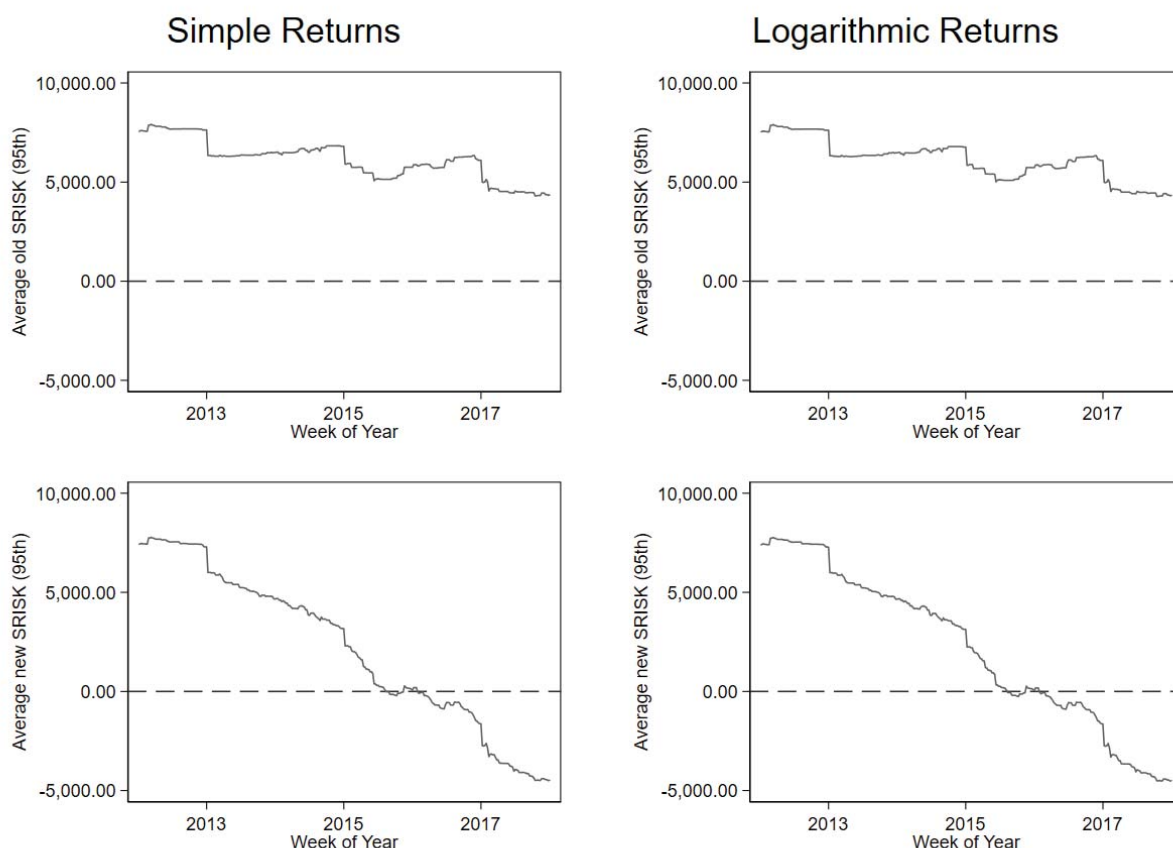 Simple Returns
Logarithmic Returns
Average old SRISK (95th)
10,000.00
5,000.00
0.00
-5,000.00
2013
2015
2017
Week of Year
Average old SRISK (95th)
10,000.00
5,000.00
0.00
-5,000.00
2013
2015
2017
Week of Year
Average new SRISK (95th)
10,000.00
5,000.00
0.00
-5,000.00
2013
2015
2017
Week of Year
Average new SRISK (95th)
10,000.00
5,000.00
0.00
-5,000.00
2013
2015
2017
Week of Year